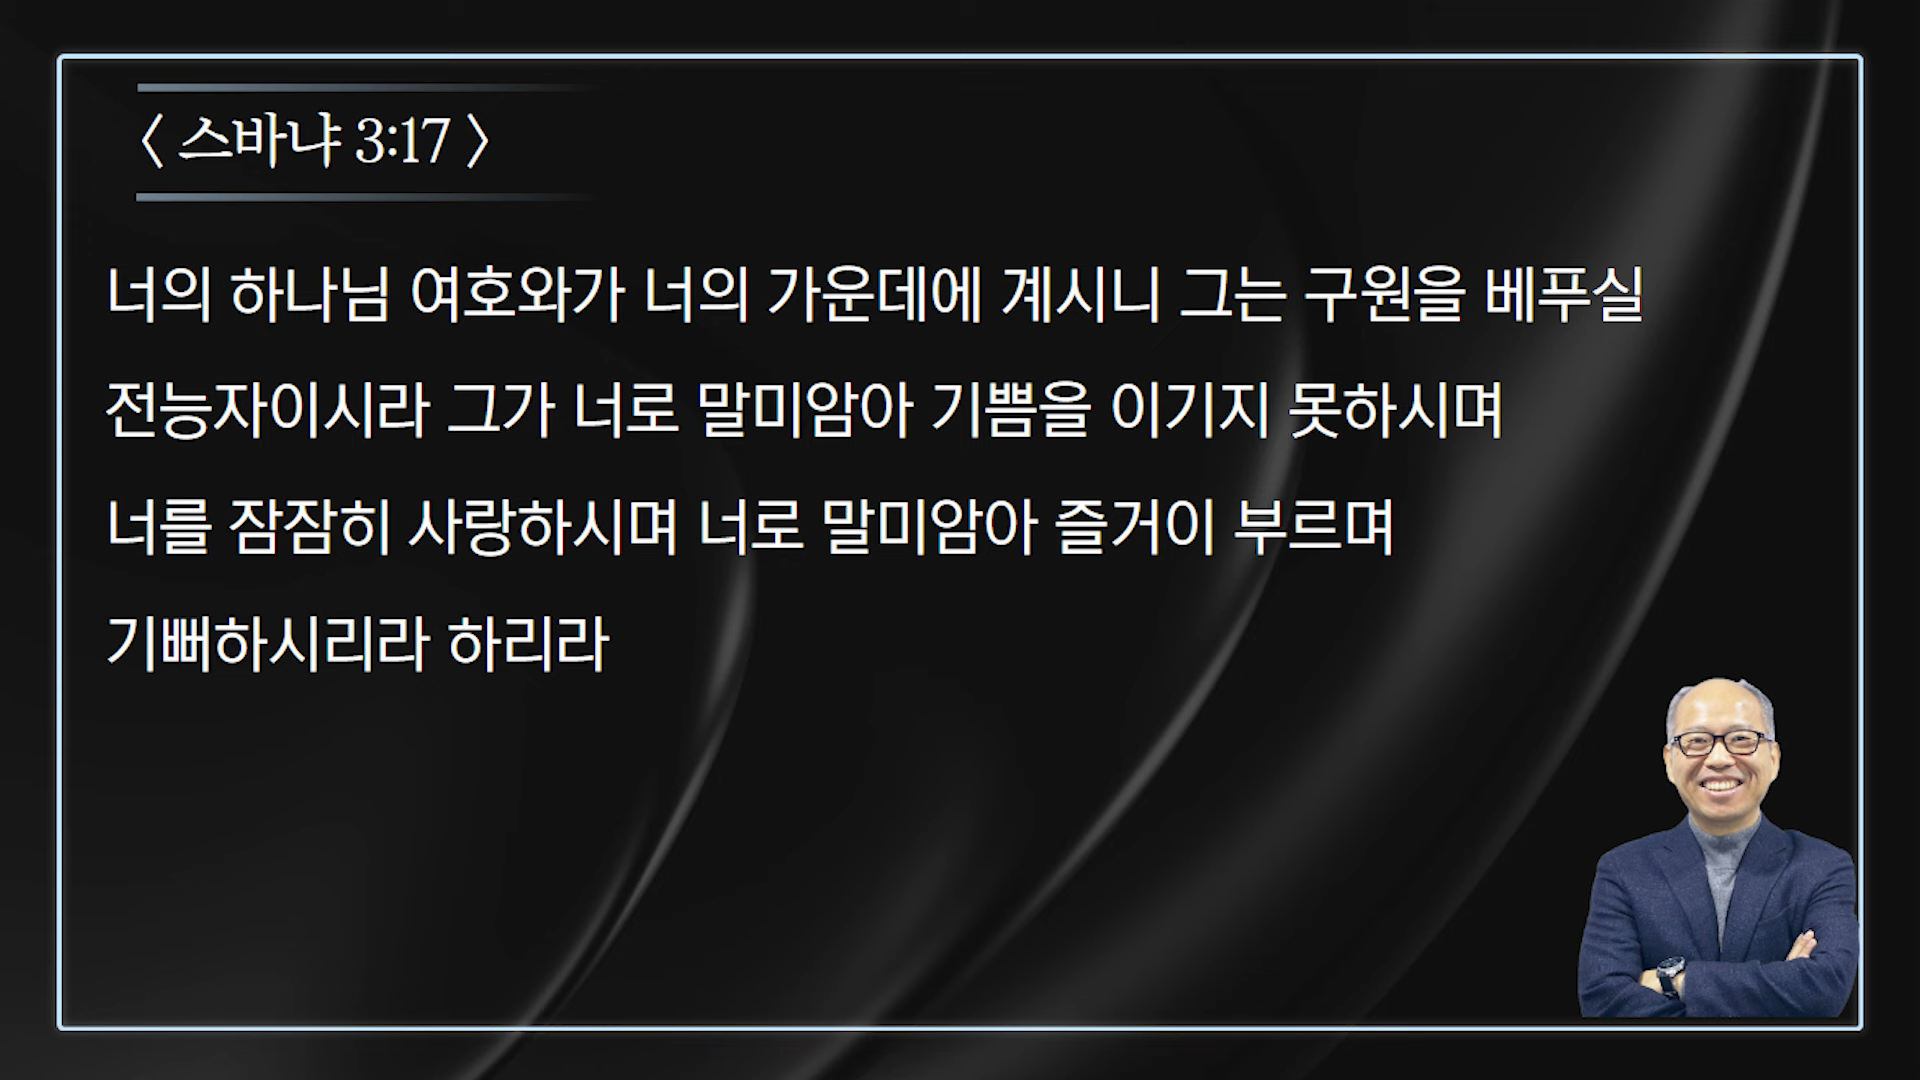 〈 스바냐 3:17 〉
너의 하나님 여호와가 너의 가운데에 계시니 그는 구원을 베푸실
전능자이시라 그가 너로 말미암아 기쁨을 이기지 못하시며
너를 잠잠히 사랑하시며 너로 말미암아 즐거이 부르며
기뻐하시리라 하리라